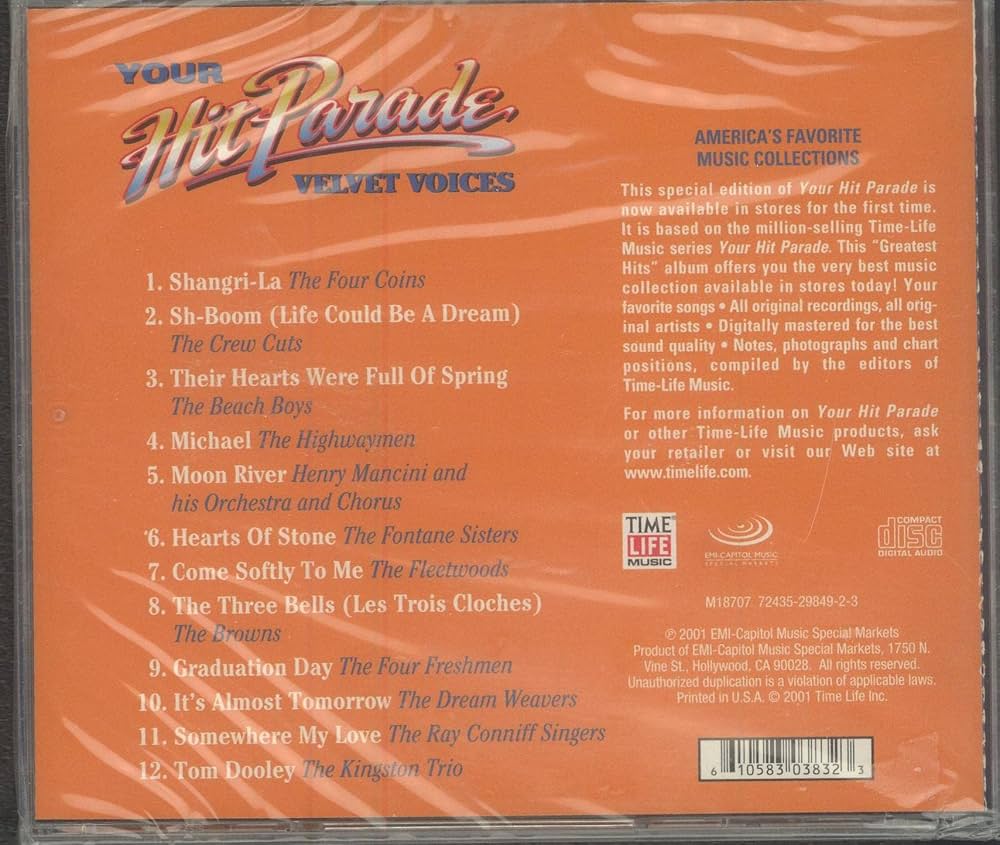 YOUR
Hit Parade
VELVET VOICES
1. Shangri-La The Four Coins
2. Sh-Boom (Life Could Be A Dream)
The Crew Cuts
3. Their Hearts Were Full Of Spring
The Beach Boys
4. Michael The Highwaymen
5. Moon River Henry Mancini and
his Orchestra and Chorus
6. Hearts Of Stone The Fontane Sisters
7. Come Softly To Me The Fleetwoods
8. The Three Bells (Les Trois Cloches)
The Browns
9. Graduation Day The Four Freshmen
10. It's Almost Tomorrow The Dream Weavers
11. Somewhere My Love The Ray Conniff Singers
12. Tom Dooley The Kingston Trio
AMERICA'S FAVORITE
MUSIC COLLECTIONS
This special edition of Your Hit Parade is
now available in stores for the first time.
It is based on the million-selling Time-Life
Music series Your Hit Parade. This "Greatest
Hits" album offers you the very best music
collection available in stores today! Your
favorite songs • All original recordings, all orig-
inal artists • Digitally mastered for the best
sound quality • Notes, photographs and chart
positions, compiled by the editors of
Time-Life Music.
For more information on Your Hit Parade
or other Time-Life Music products, ask
your retailer or visit our Web site at
www.timelife.com.
TIME
LIFE
MUSIC
EMI-CAPITOL MUSIC
SPECIAL MARKETS
COMPACT
disc
DIGITAL AUDIO
M18707 72435-29849-2-3
℗ 2001 EMI-Capitol Music Special Markets
Product of EMI-Capitol Music Special Markets, 1750 N.
Vine St., Hollywood, CA 90028. All rights reserved.
Unauthorized duplication is a violation of applicable laws.
Printed in U.S.A. © 2001 Time Life Inc.
6 10583 03832 3